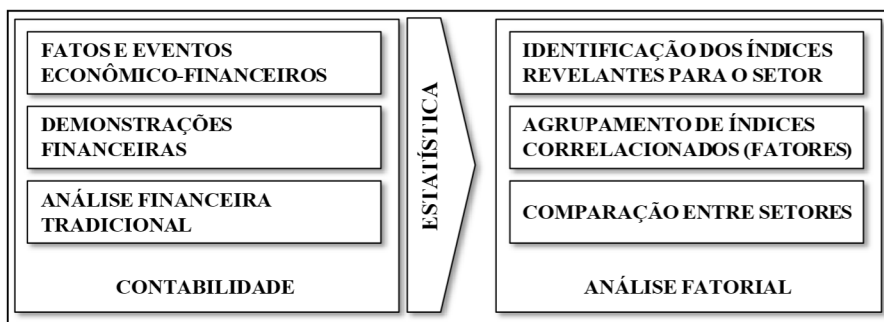 FATOS E EVENTOS
ECONÔMICO-FINANCEIROS
DEMONSTRAÇÕES
FINANCEIRAS
ANÁLISE FINANCEIRA
TRADICIONAL
CONTABILIDADE
ESTATÍSTICA
IDENTIFICAÇÃO DOS ÍNDICES
REVELANTES PARA O SETOR
AGRUPAMENTO DE ÍNDICES
CORRELACIONADOS (FATORES)
COMPARAÇÃO ENTRE SETORES
ANÁLISE FATORIAL